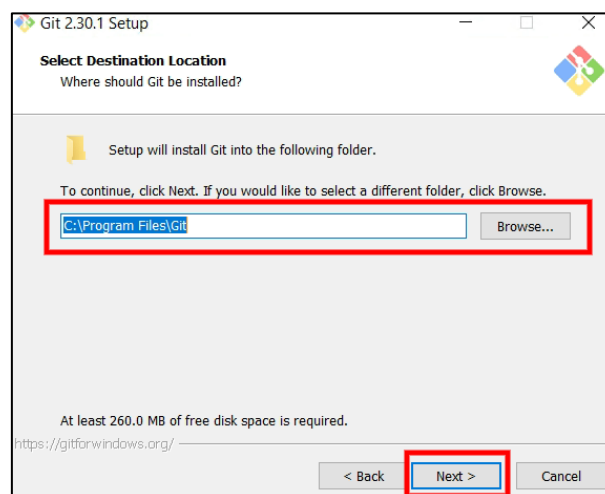 Git 2.30.1 Setup
Select Destination Location
Where should Git be installed?
Setup will install Git into the following folder.
To continue, click Next. If you would like to select a different folder, click Browse.
C:\Program Files\Git
Browse...
At least 260.0 MB of free disk space is required.
https://gitforwindows.org/
< Back
Next >
Cancel